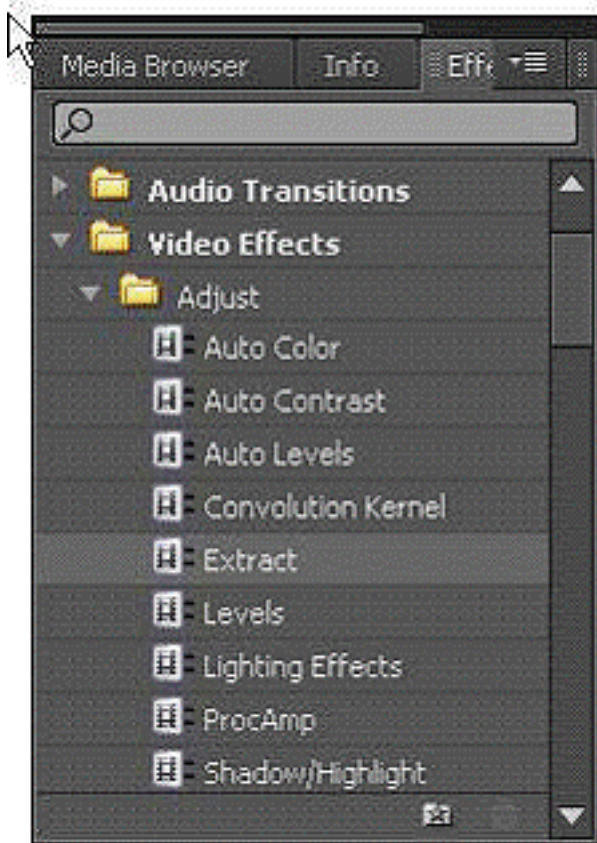 Media Browser Info Effe
Audio Transitions
Video Effects
Adjust
Auto Color
Auto Contrast
Auto Levels
Convolution Kernel
Extract
Levels
Lighting Effects
ProcAmp
Shadow/Highlight